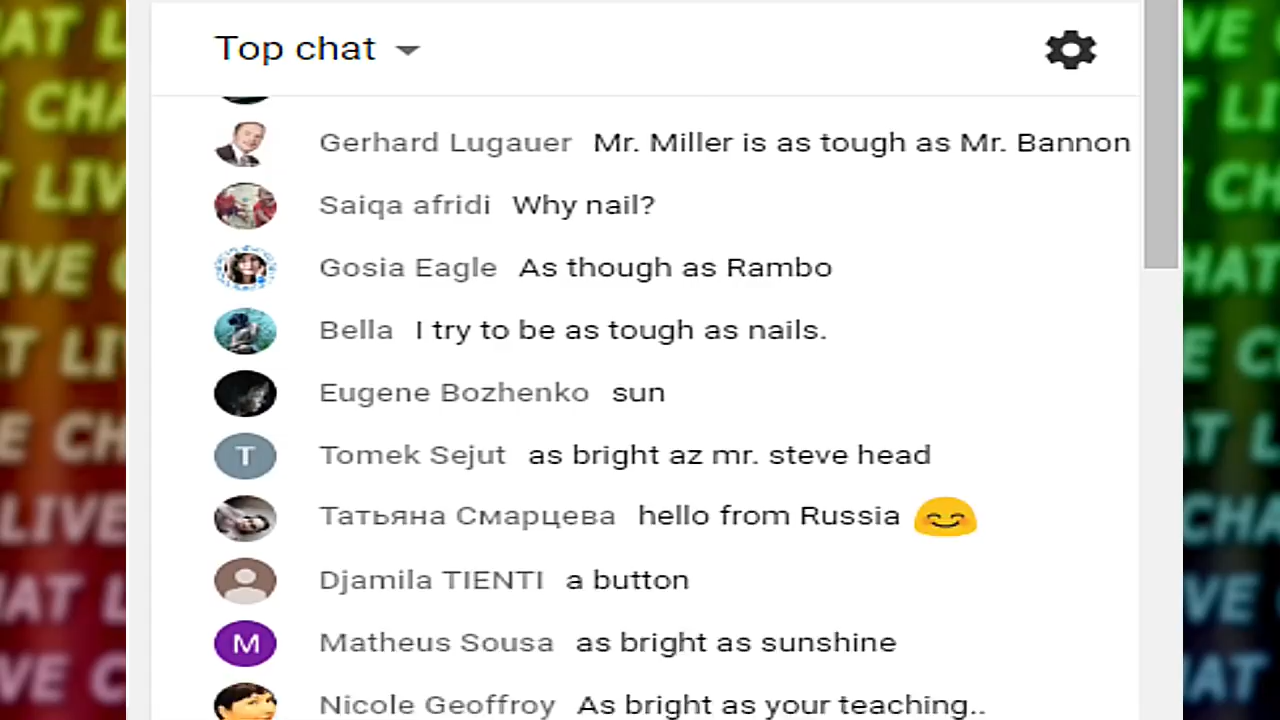 Top chat
Gerhard Lugauer Mr. Miller is as tough as Mr. Bannon
Saiqa afridi Why nail?
Gosia Eagle As though as Rambo
Bella I try to be as tough as nails.
Eugene Bozhenko sun
T Tomek Sejut as bright az mr. steve head
Татьяна Смарцева hello from Russia 😊
Djamila TIENTI a button
M Matheus Sousa as bright as sunshine
Nicole Geoffroy As bright as your teaching..